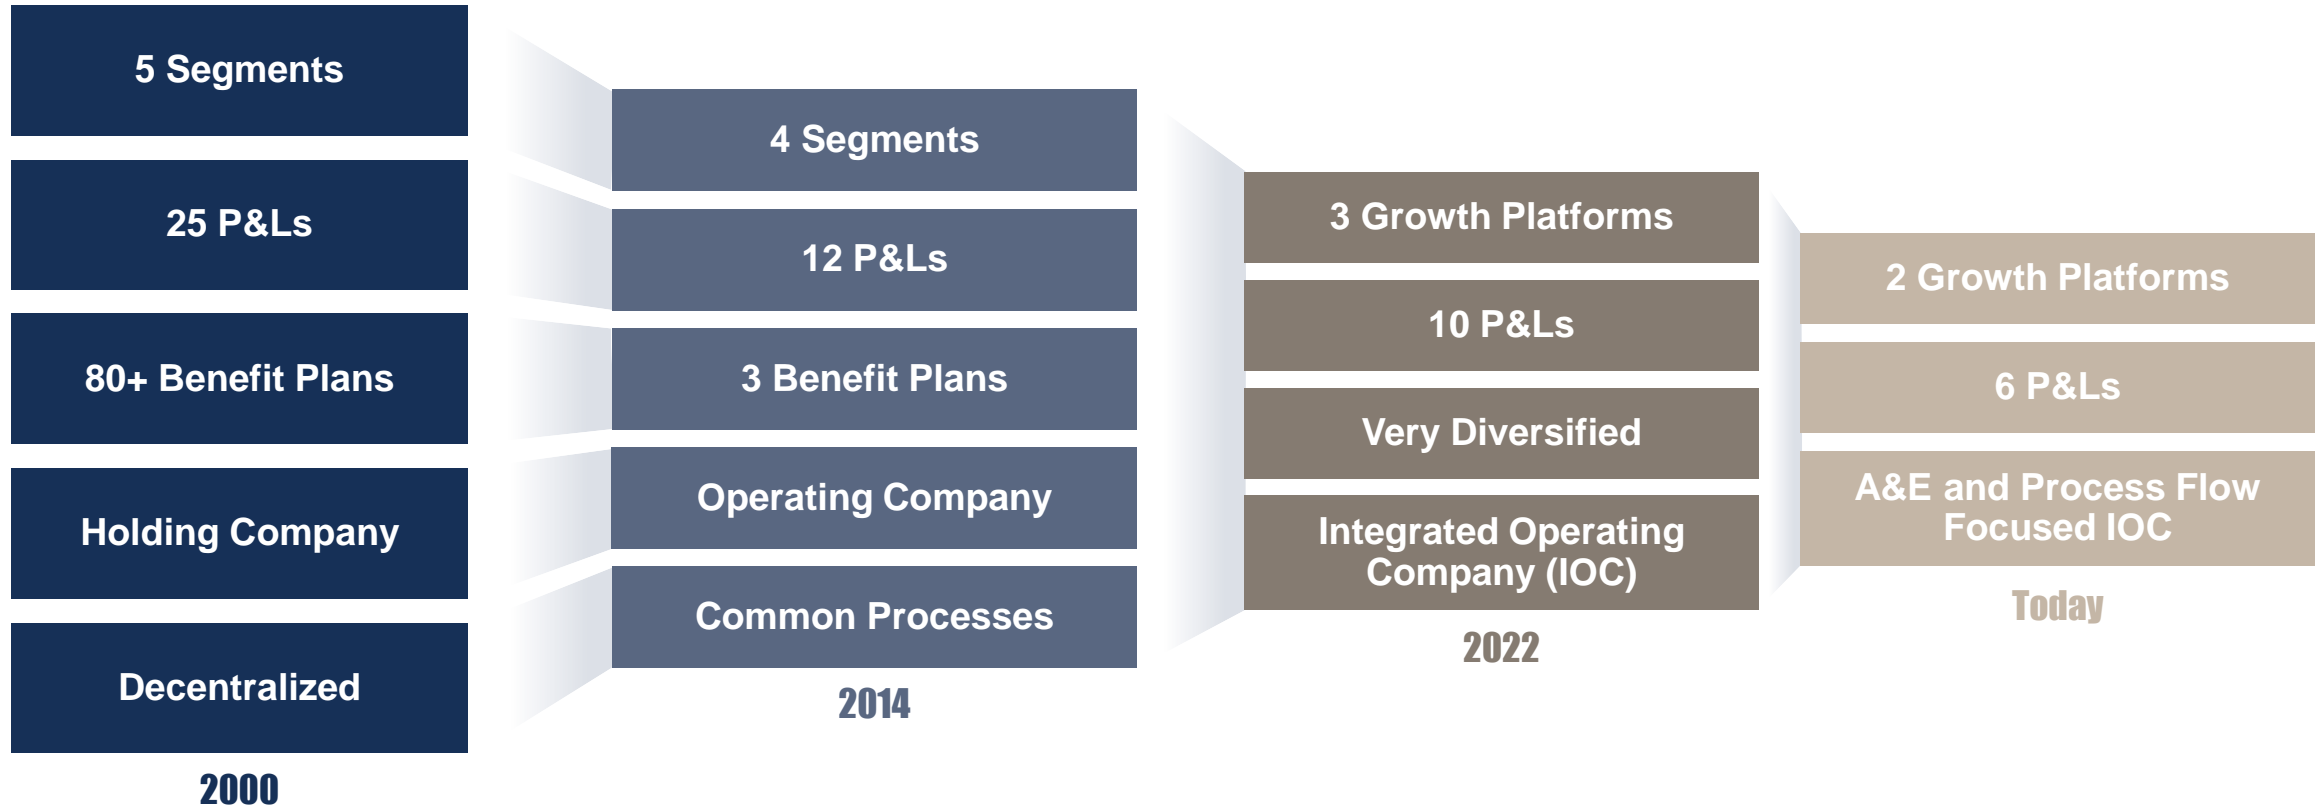 5 Segments
25 P&Ls
80+ Benefit Plans
Holding Company
Decentralized
2000
4 Segments
12 P&Ls
3 Benefit Plans
Operating Company
Common Processes
2014
3 Growth Platforms
10 P&Ls
Very Diversified
Integrated Operating
Company (IOC)
2022
2 Growth Platforms
6 P&Ls
A&E and Process Flow
Focused IOC
Today